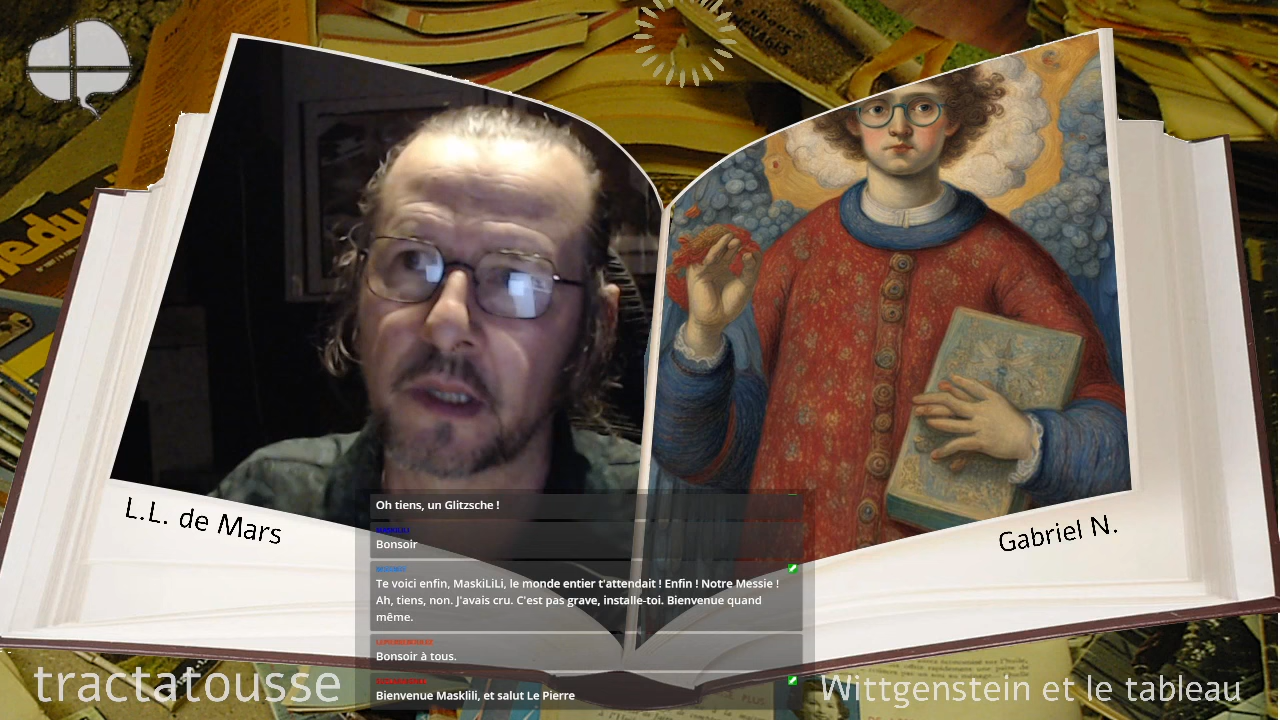 L.L. de Mars
Gabriel N.
Oh tiens, un Glitzsche !
Bonsoir
Te voici enfin, MaskiLiLi, le monde entier t'attendait ! Enfin ! Notre Messie !
Ah, tiens, non. J'avais cru. C'est pas grave, installe-toi. Bienvenue quand
même.
Bonsoir à tous.
Bienvenue Masklili, et salut Le Pierre
tractatousse
Wittgenstein et le tableau